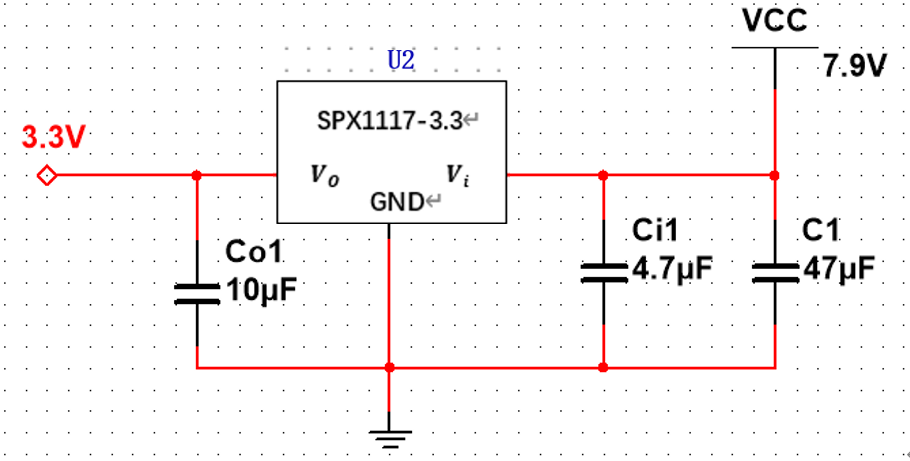 VCC
7.9V
U2
SPX1117-3.3↵
3.3V
Vo
Vi
GND↵
Co1
10µF
Ci1
4.7µF
C1
47µF